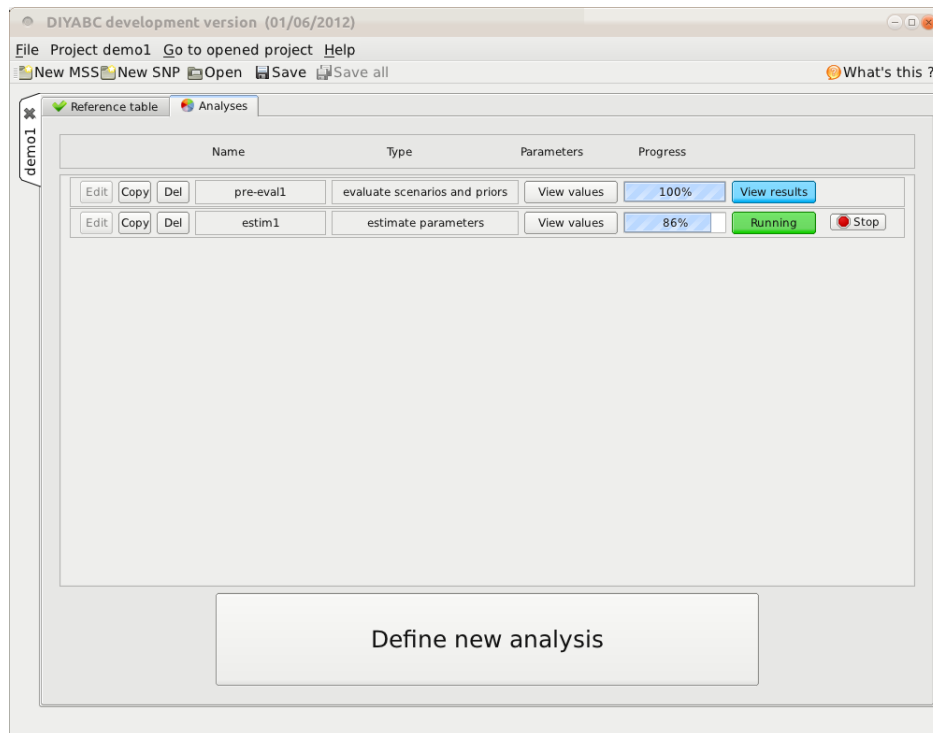 DIYABC development version (01/06/2012)
File Project demo1 Go to opened project Help
New MSS New SNP Open Save Save all What's this ?
demo1
Reference table Analyses
Name Type Parameters Progress
Edit Copy Del pre-eval1 evaluate scenarios and priors View values 100% View results
Edit Copy Del estim1 estimate parameters View values 86% Running Stop
Define new analysis